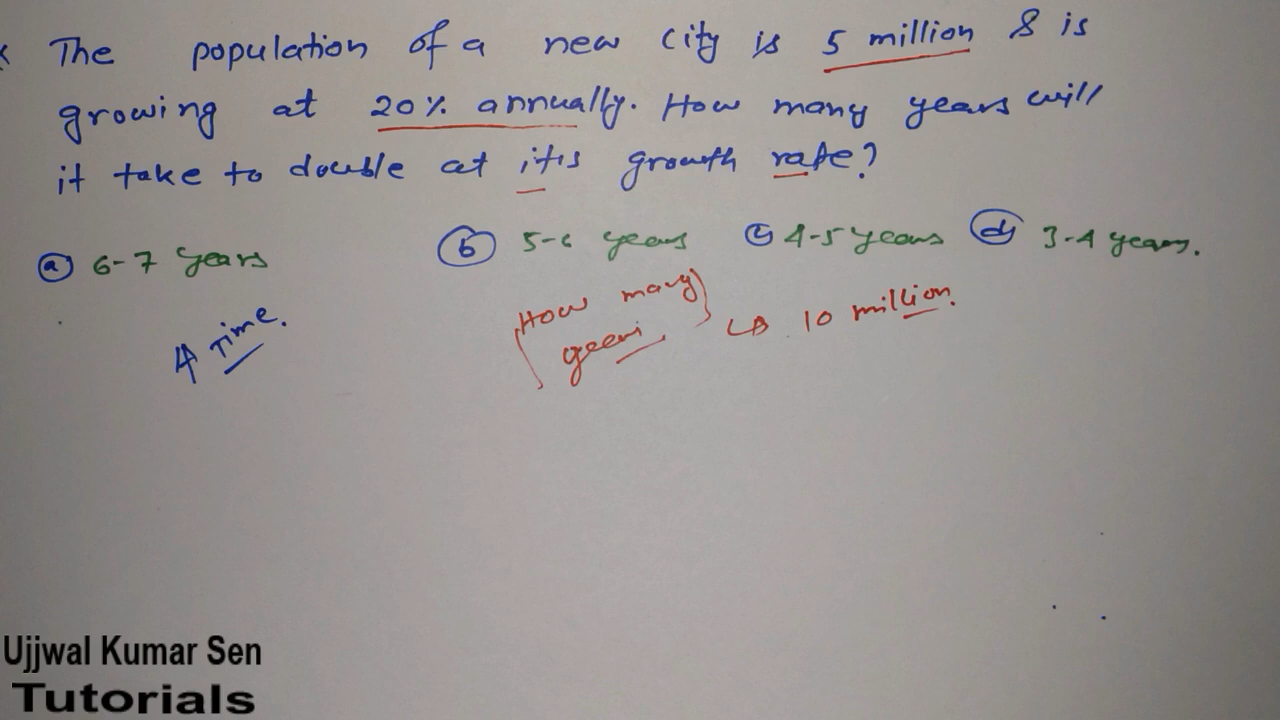 The population of a new city is 5 million & is
growing at 20% annually. How many years will
it take to double at it's growth rate?
(a) 6-7 years (b) 5-6 years (c) 4-5 years (d) 3-4 years.
How many
years
↳ 10 million.
4 Time.
Ujjwal Kumar Sen
Tutorials